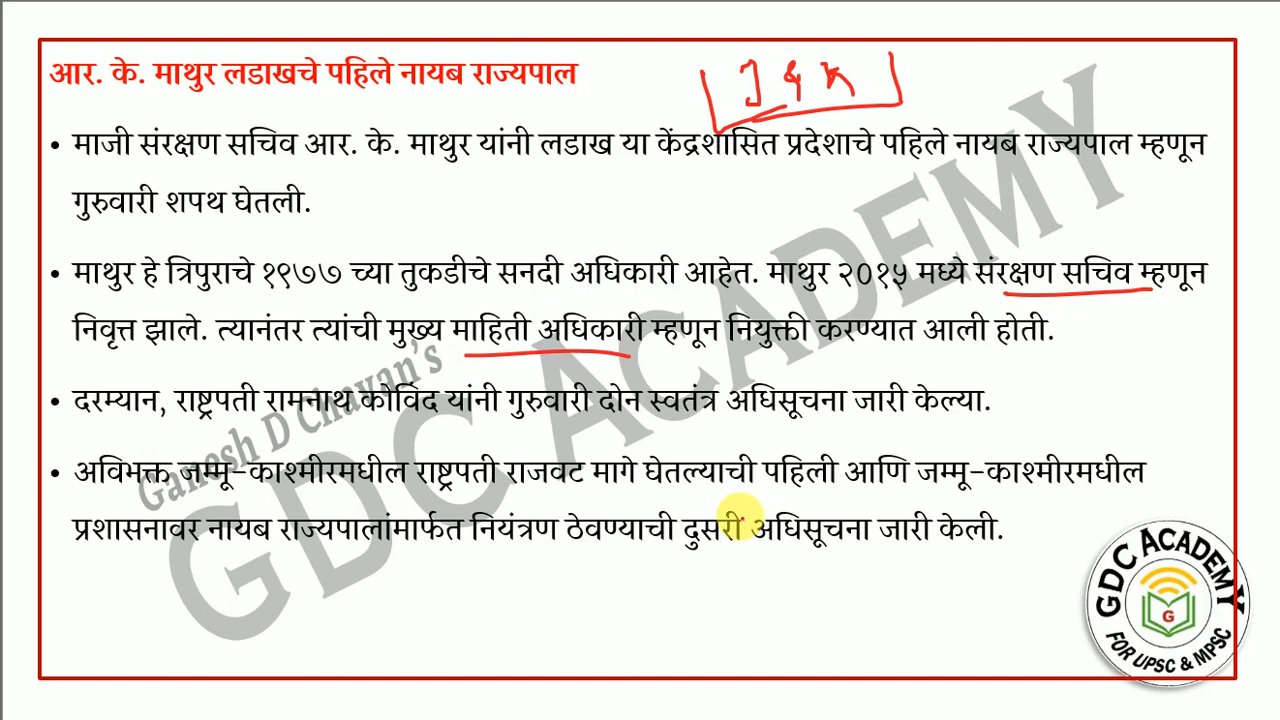 आर. के. माथुर लडाखचे पहिले नायब राज्यपाल
J & K
• माजी संरक्षण सचिव आर. के. माथुर यांनी लडाख या केंद्रशासित प्रदेशाचे पहिले नायब राज्यपाल म्हणून
गुरुवारी शपथ घेतली.
• माथुर हे त्रिपुराचे १९७७ च्या तुकडीचे सनदी अधिकारी आहेत. माथुर २०१५ मध्ये संरक्षण सचिव म्हणून
निवृत्त झाले. त्यानंतर त्यांची मुख्य माहिती अधिकारी म्हणून नियुक्ती करण्यात आली होती.
• दरम्यान, राष्ट्रपती रामनाथ कोविंद यांनी गुरुवारी दोन स्वतंत्र अधिसूचना जारी केल्या.
• अविभक्त जम्मू-काश्मीरमधील राष्ट्रपती राजवट मागे घेतल्याची पहिली आणि जम्मू-काश्मीरमधील
प्रशासनावर नायब राज्यपालांमार्फत नियंत्रण ठेवण्याची दुसरी अधिसूचना जारी केली.
Ganesh D Chavan's
GDC ACADEMY
GDC ACADEMY
G
FOR UPSC & MPSC